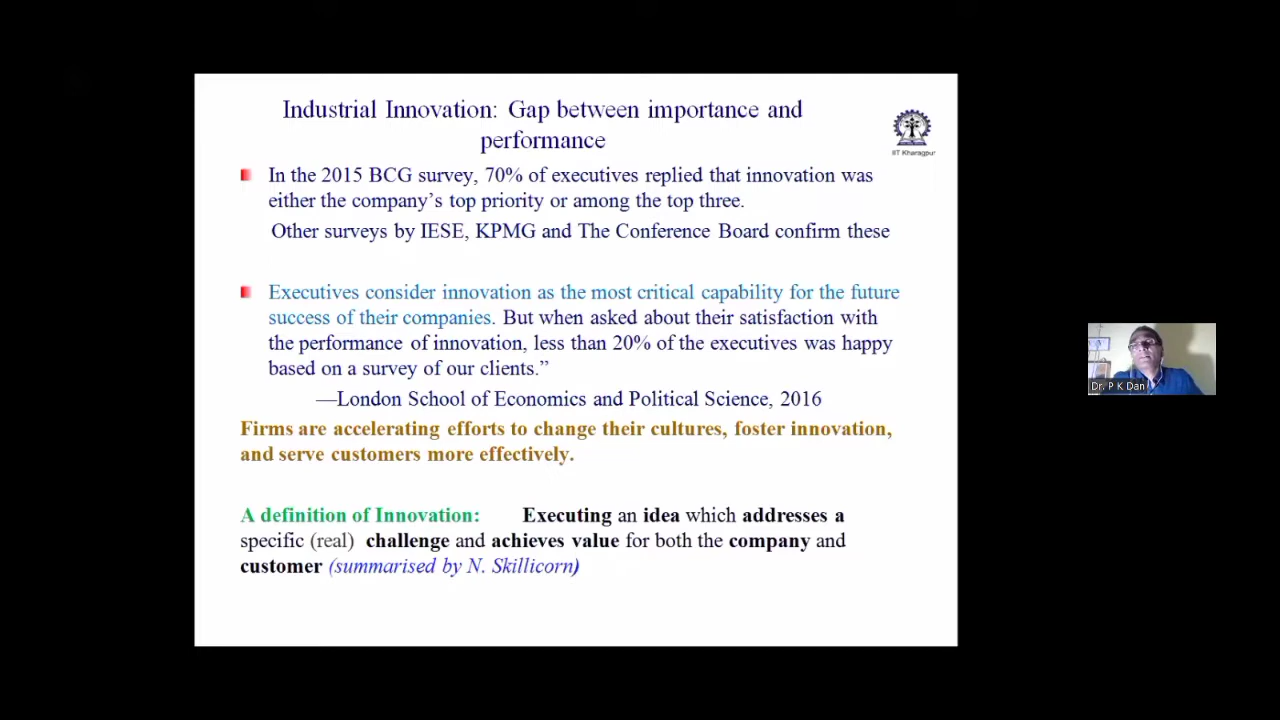 Industrial Innovation: Gap between importance and
performance
IIT Kharagpur
In the 2015 BCG survey, 70% of executives replied that innovation was
either the company’s top priority or among the top three.
Other surveys by IESE, KPMG and The Conference Board confirm these
Executives consider innovation as the most critical capability for the future
success of their companies. But when asked about their satisfaction with
the performance of innovation, less than 20% of the executives was happy
based on a survey of our clients.”
—London School of Economics and Political Science, 2016
Firms are accelerating efforts to change their cultures, foster innovation,
and serve customers more effectively.
A definition of Innovation: Executing an idea which addresses a
specific (real) challenge and achieves value for both the company and
customer (summarised by N. Skillicorn)
Dr. P K Dan